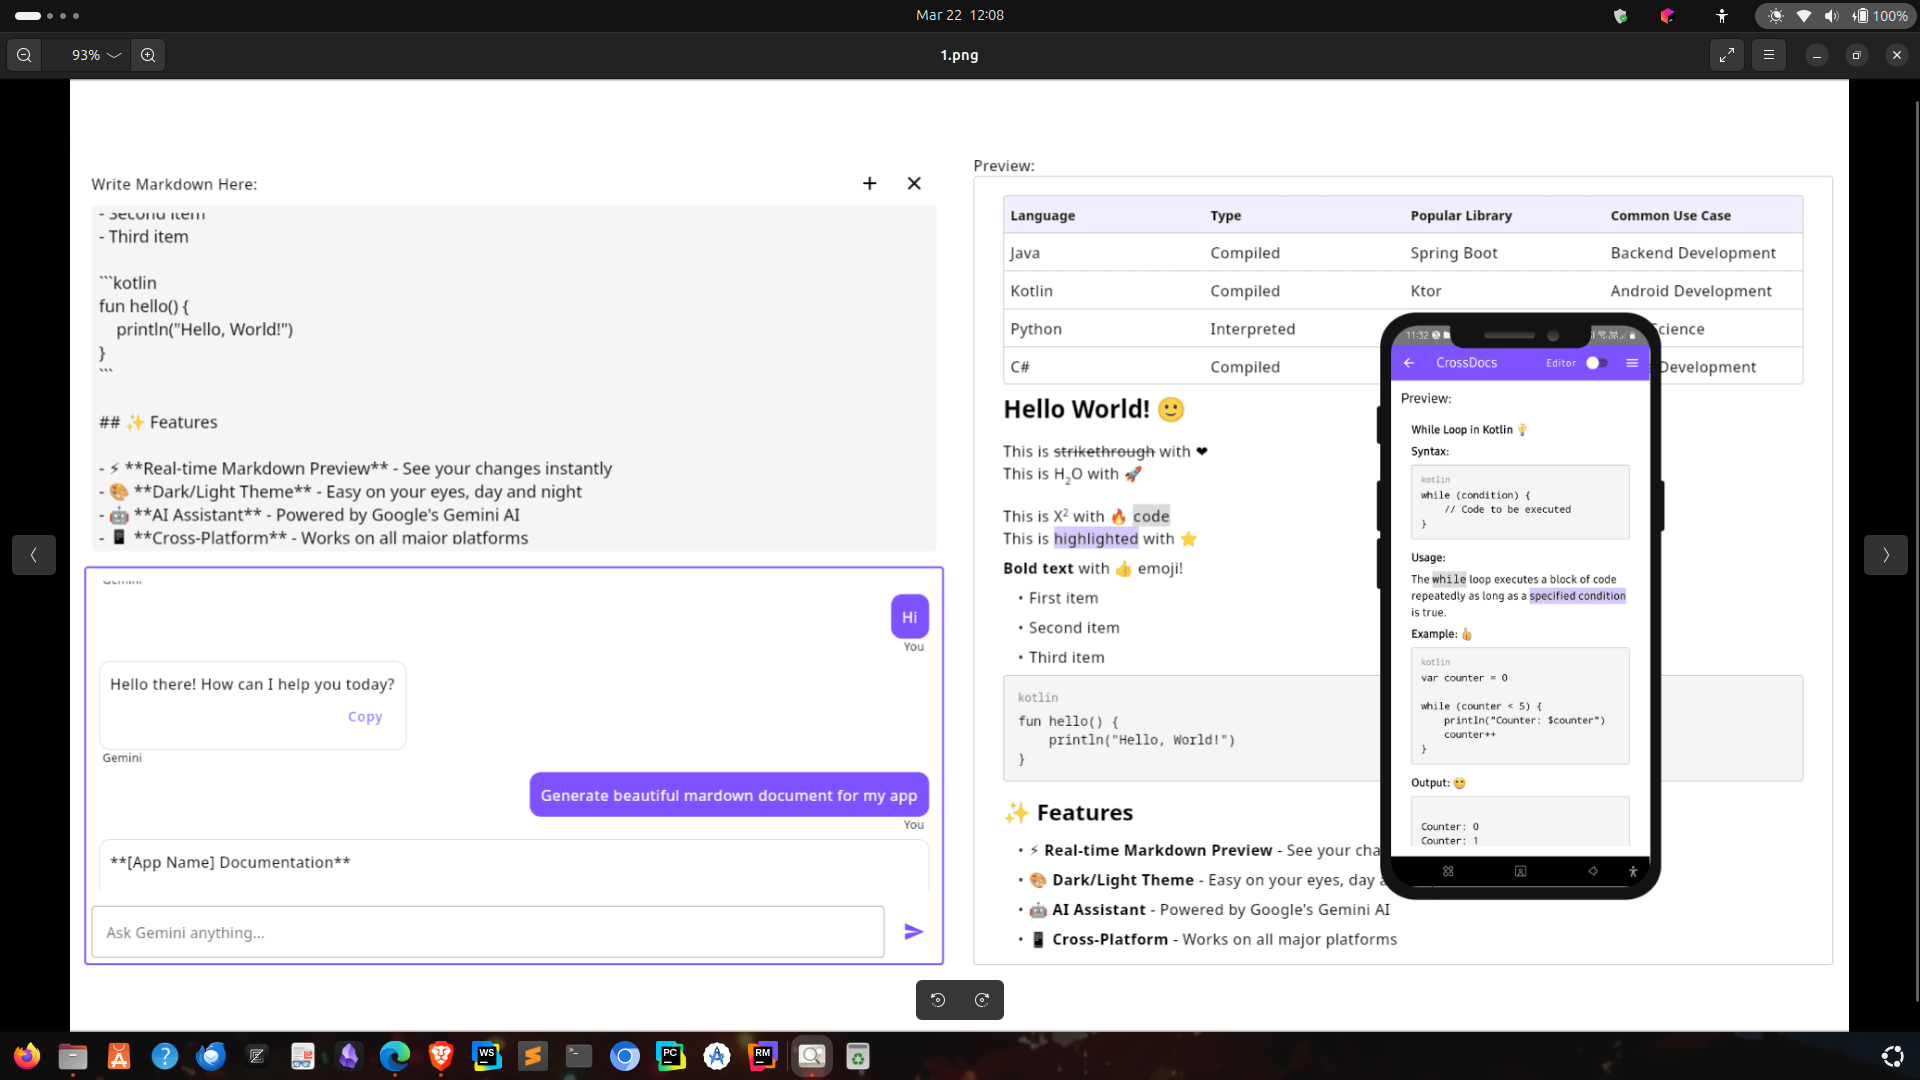 Mar 22 12:08
100%
93%
1.png
Write Markdown Here:
- Second item
- Third item
```kotlin
fun hello() {
println("Hello, World!")
}
```
## ✨ Features
- ⚡ **Real-time Markdown Preview** - See your changes instantly
- 🎨 **Dark/Light Theme** - Easy on your eyes, day and night
- 🤖 **AI Assistant** - Powered by Google's Gemini AI
- 📱 **Cross-Platform** - Works on all major platforms
Gemini
Hi
You
Hello there! How can I help you today?
Copy
Gemini
Generate beautiful mardown document for my app
You
**[App Name] Documentation**
Ask Gemini anything...
Preview:
Language Type Popular Library Common Use Case
Java Compiled Spring Boot Backend Development
Kotlin Compiled Ktor Android Development
Python Interpreted cience
C# Compiled Development
Hello World! 🙂
This is strikethrough with ❤
This is H₂O with 🚀
This is X² with 🔥 code
This is highlighted with ⭐
Bold text with 👍 emoji!
• First item
• Second item
• Third item
kotlin
fun hello() {
println("Hello, World!")
}
✨ Features
• ⚡ Real-time Markdown Preview - See your cha
• 🎨 Dark/Light Theme - Easy on your eyes, day a
• 🤖 AI Assistant - Powered by Google's Gemini AI
• 📱 Cross-Platform - Works on all major platforms
11:32
CrossDocs Editor
Preview:
While Loop in Kotlin 💡
Syntax:
kotlin
while (condition) {
// Code to be executed
}
Usage:
The while loop executes a block of code
repeatedly as long as a specified condition
is true.
Example: 👍
kotlin
var counter = 0
while (counter < 5) {
println("Counter: $counter")
counter++
}
Output: 😀
Counter: 0
Counter: 1
WS
PC
RM